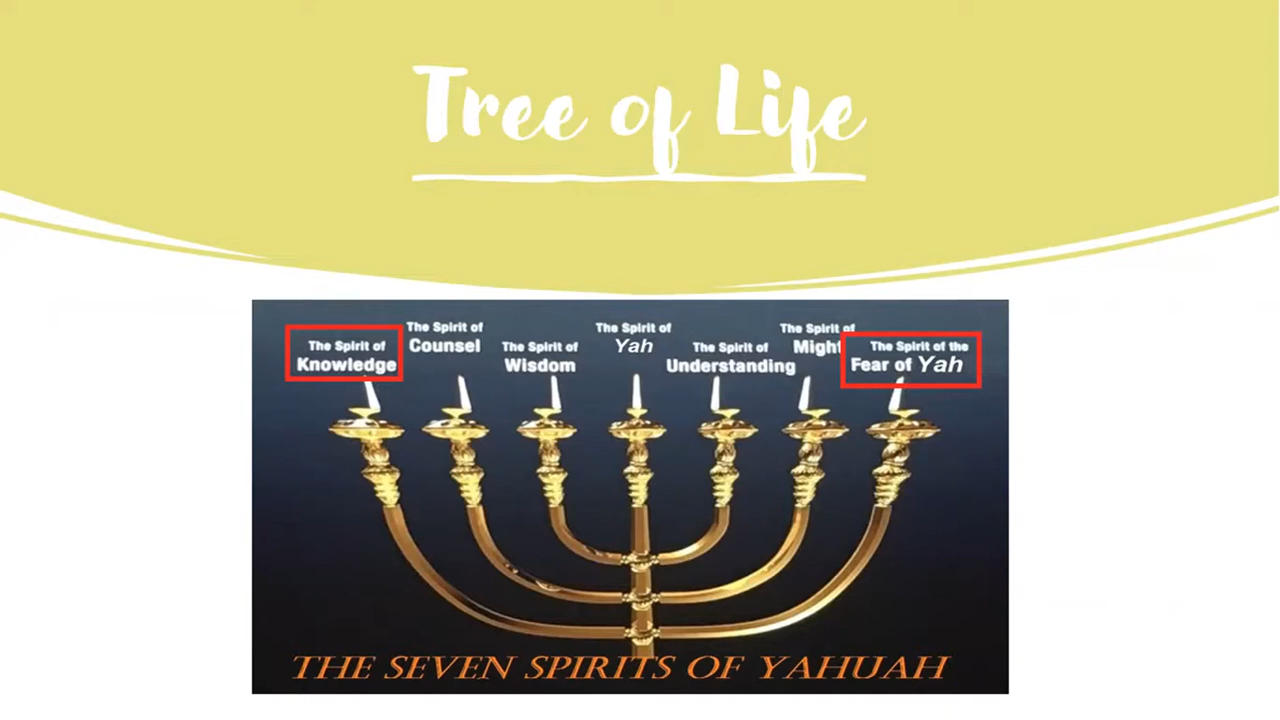 Tree of Life
The Spirit of
Knowledge
The Spirit of
Counsel
The Spirit of
Wisdom
The Spirit of
Yah
The Spirit of
Understanding
The Spirit of
Might
The Spirit of the
Fear of Yah
THE SEVEN SPIRITS OF YAHUAH